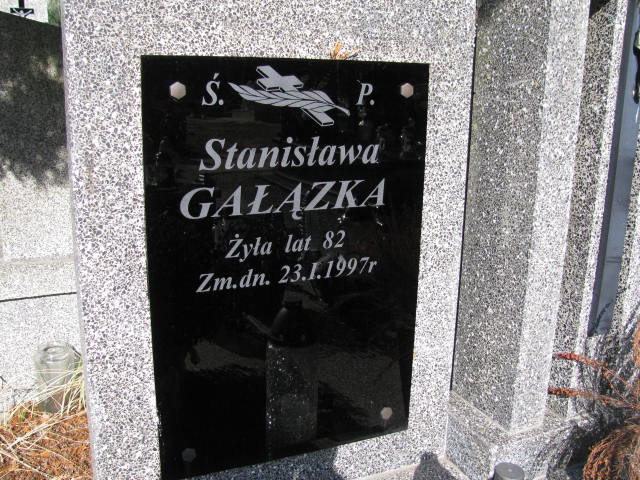 Ś. P.
Stanisława
GAŁĄZKA
Żyła lat 82
Zm.dn. 23.I.1997r